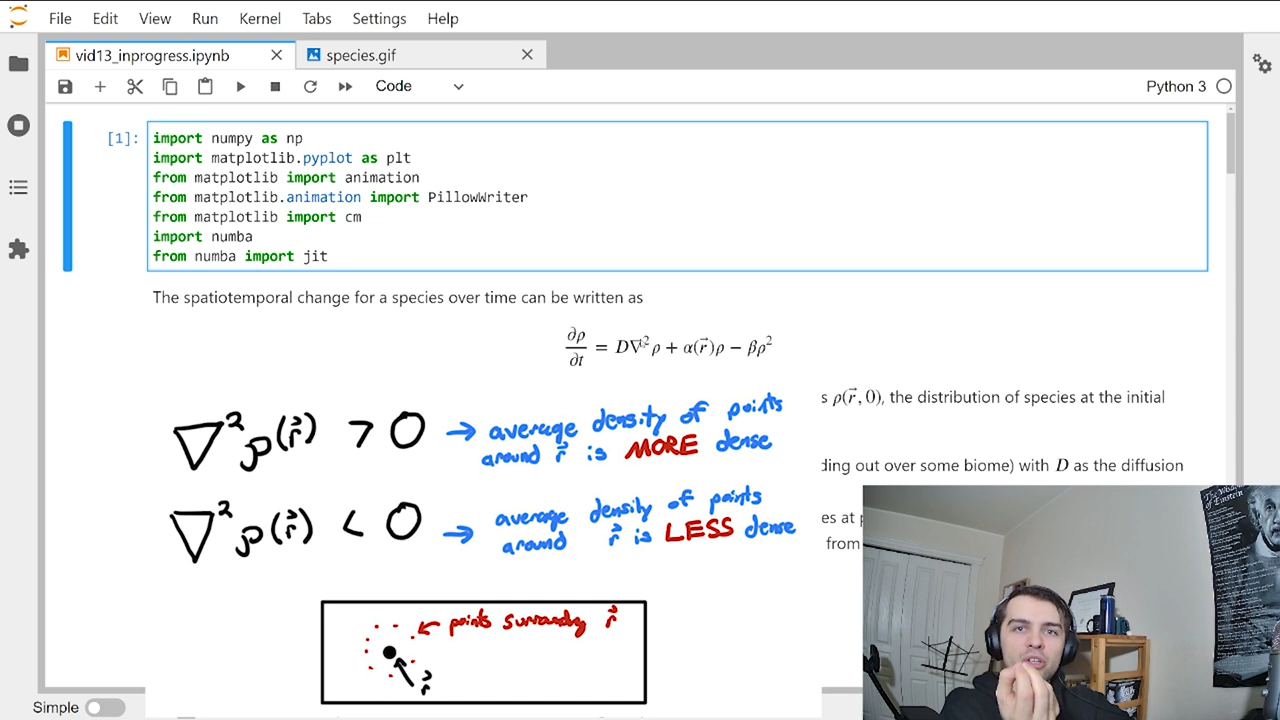 File Edit View Run Kernel Tabs Settings Help
vid13_inprogress.ipynb
species.gif
Code
Python 3
[1]:
import numpy as np
import matplotlib.pyplot as plt
from matplotlib import animation
from matplotlib.animation import PillowWriter
from matplotlib import cm
import numba
from numba import jit
The spatiotemporal change for a species over time can be written as
∂ρ/∂t = D∇²ρ + α(r⃗)ρ − βρ²
s ρ(r⃗, 0), the distribution of species at the initial
∇²ρ(r⃗) > 0 → average density of points
around r⃗ is MORE dense
ding out over some biome) with D as the diffusion
∇²ρ(r⃗) < 0 → average density of points
around r⃗ is LESS dense
es at
from
← points surrounding r⃗
r⃗
The Wisdom
of Einstein
Simple